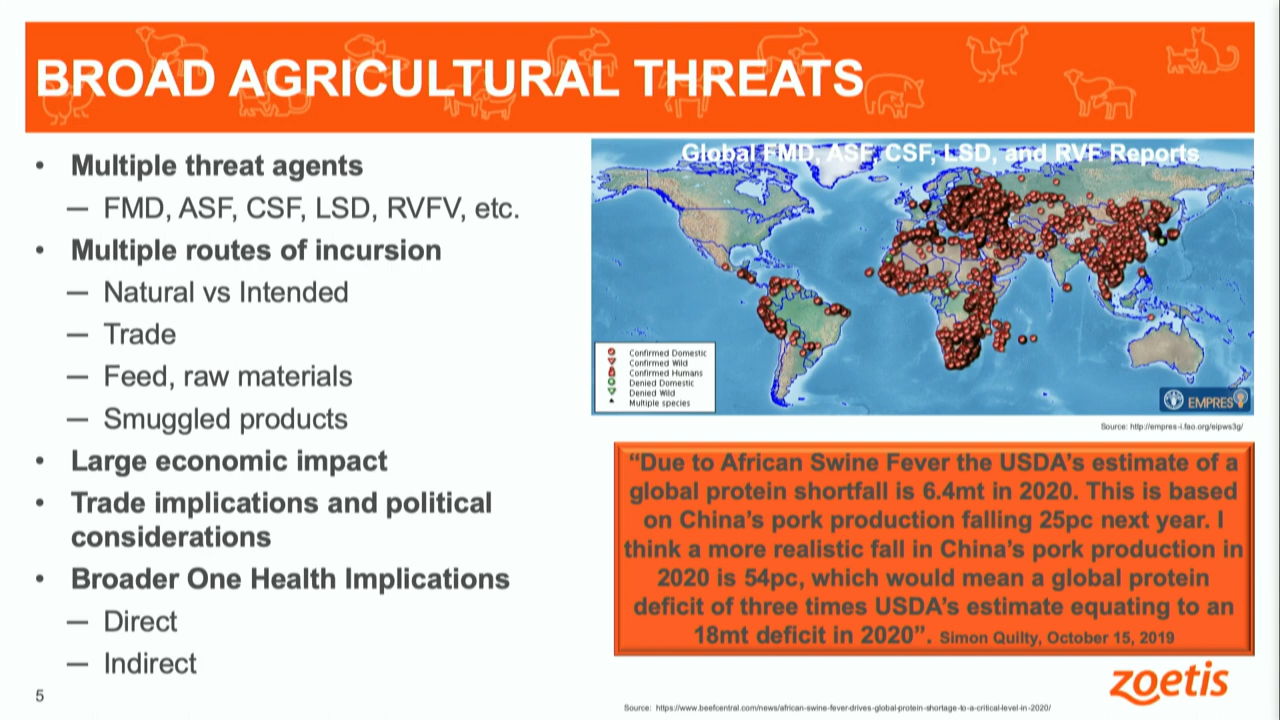 BROAD AGRICULTURAL THREATS
• Multiple threat agents
— FMD, ASF, CSF, LSD, RVFV, etc.
• Multiple routes of incursion
— Natural vs Intended
— Trade
— Feed, raw materials
— Smuggled products
• Large economic impact
• Trade implications and political
considerations
• Broader One Health Implications
— Direct
— Indirect
5
Global FMD, ASF, CSF, LSD, and RVF Reports
Confirmed Domestic
Confirmed Wild
Confirmed Humans
Denied Domestic
Denied Wild
Multiple species
EMPRES
Source: http://empres-i.fao.org/eipws3g/
“Due to African Swine Fever the USDA’s estimate of a
global protein shortfall is 6.4mt in 2020. This is based
on China’s pork production falling 25pc next year. I
think a more realistic fall in China’s pork production in
2020 is 54pc, which would mean a global protein
deficit of three times USDA’s estimate equating to an
18mt deficit in 2020”. Simon Quilty, October 15, 2019
zoetis
Source: https://www.beefcentral.com/news/african-swine-fever-drives-global-protein-shortage-to-a-critical-level-in-2020/